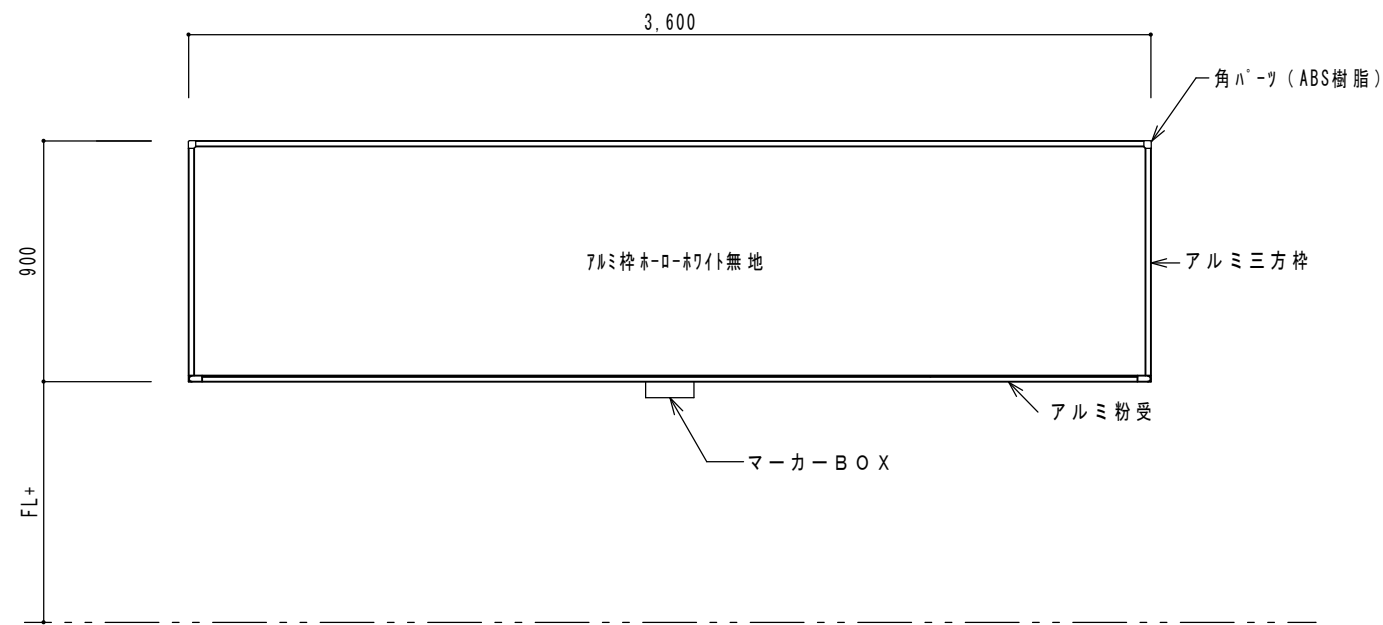 3,600
角ﾊﾟｰﾂ(ABS樹脂)
900
ｱﾙﾐ枠ﾎｰﾛｰﾎﾜｲﾄ無地
アルミ三方枠
アルミ粉受
マーカーＢＯＸ
FL+